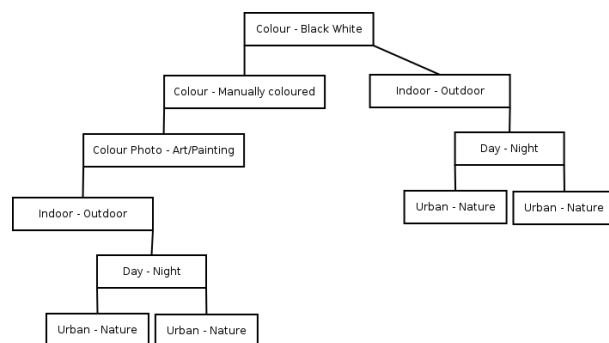 Colour - Black White
Colour - Manually coloured
Indoor - Outdoor
Colour Photo - Art/Painting
Day - Night
Urban - Nature
Urban - Nature
Indoor - Outdoor
Day - Night
Urban - Nature
Urban - Nature